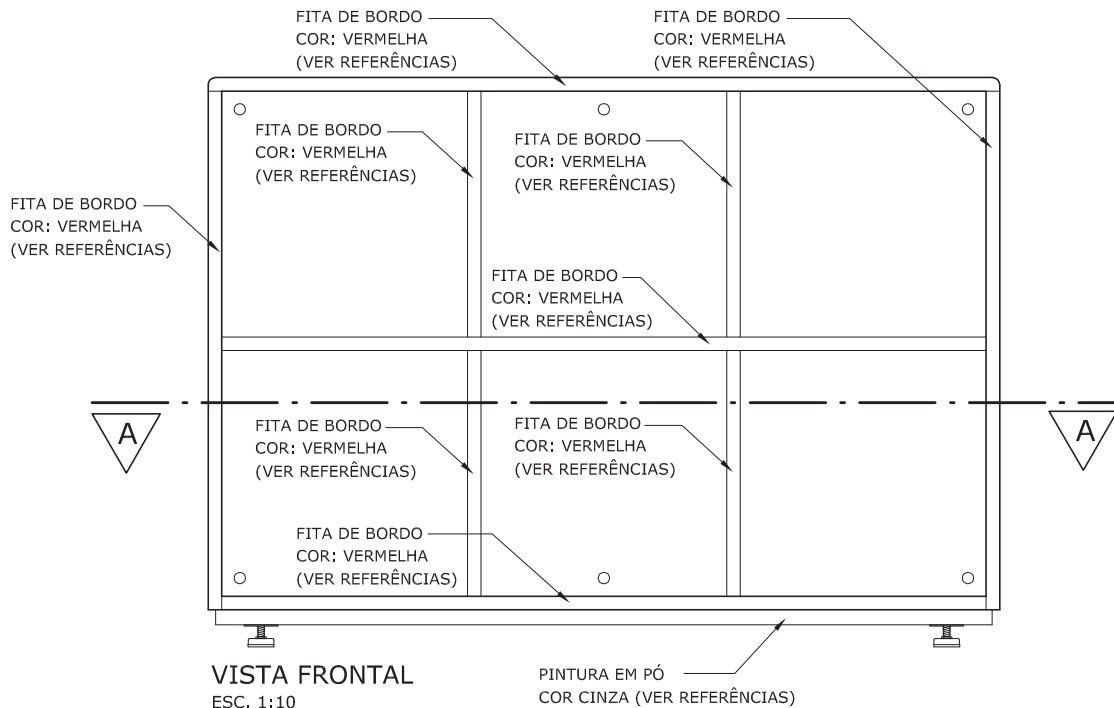 FITA DE BORDO
COR: VERMELHA
(VER REFERÊNCIAS)
FITA DE BORDO
COR: VERMELHA
(VER REFERÊNCIAS)
FITA DE BORDO
COR: VERMELHA
(VER REFERÊNCIAS)
FITA DE BORDO
COR: VERMELHA
(VER REFERÊNCIAS)
FITA DE BORDO
COR: VERMELHA
(VER REFERÊNCIAS)
FITA DE BORDO
COR: VERMELHA
(VER REFERÊNCIAS)
A
A
FITA DE BORDO
COR: VERMELHA
(VER REFERÊNCIAS)
FITA DE BORDO
COR: VERMELHA
(VER REFERÊNCIAS)
FITA DE BORDO
COR: VERMELHA
(VER REFERÊNCIAS)
VISTA FRONTAL
ESC. 1:10
PINTURA EM PÓ
COR CINZA (VER REFERÊNCIAS)